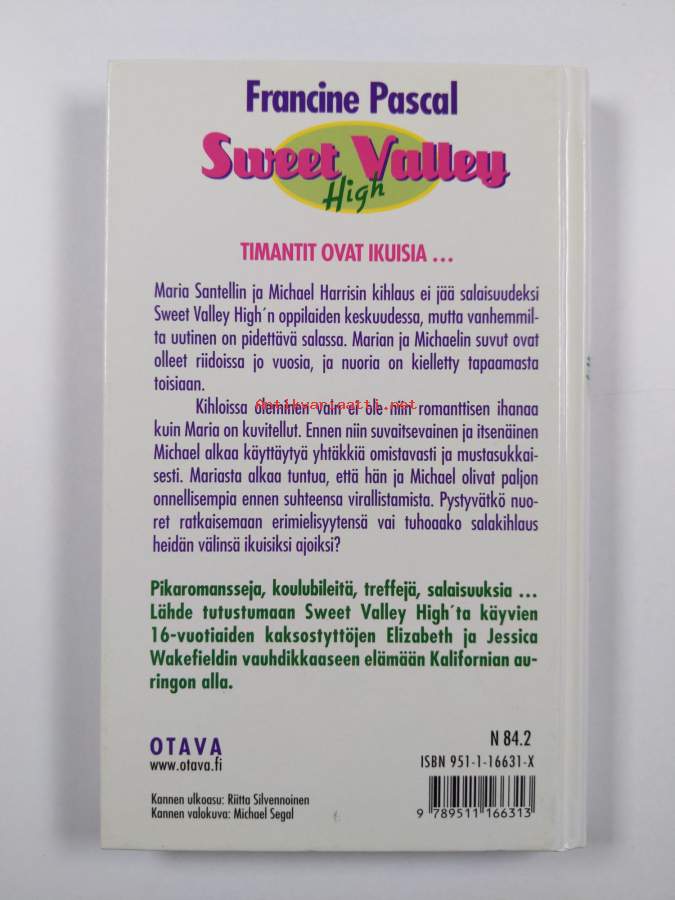 Francine Pascal
Sweet Valley
High
TIMANTIT OVAT IKUISIA ...
Maria Santellin ja Michael Harrisin kihlaus ei jää salaisuudeksi
Sweet Valley High´n oppilaiden keskuudessa, mutta vanhemmil-
ta uutinen on pidettävä salassa. Marian ja Michaelin suvut ovat
olleet riidoissa jo vuosia, ja nuoria on kielletty tapaamasta
toisiaan.
Kihloissa oleminen vain ei ole niin romanttisen ihanaa
antikvariaatti.net
kuin Maria on kuvitellut. Ennen niin suvaitsevainen ja itsenäinen
Michael alkaa käyttäytyä yhtäkkiä omistavasti ja mustasukkai-
sesti. Mariasta alkaa tuntua, että hän ja Michael olivat paljon
onnellisempia ennen suhteensa virallistamista. Pystyvätkö nuo-
ret ratkaisemaan erimielisyytensä vai tuhoaako salakihlaus
heidän välinsä ikuisiksi ajoiksi?
Pikaromansseja, koulubileitä, treffejä, salaisuuksia ...
Lähde tutustumaan Sweet Valley High´ta käyvien
16-vuotiaiden kaksostyttöjen Elizabeth ja Jessica
Wakefieldin vauhdikkaaseen elämään Kalifornian au-
ringon alla.
N 84.2
OTAVA
www.otava.fi
ISBN 951-1-16631-X
Kannen ulkoasu: Riitta Silvennoinen
Kannen valokuva: Michael Segal
9 789511 166313